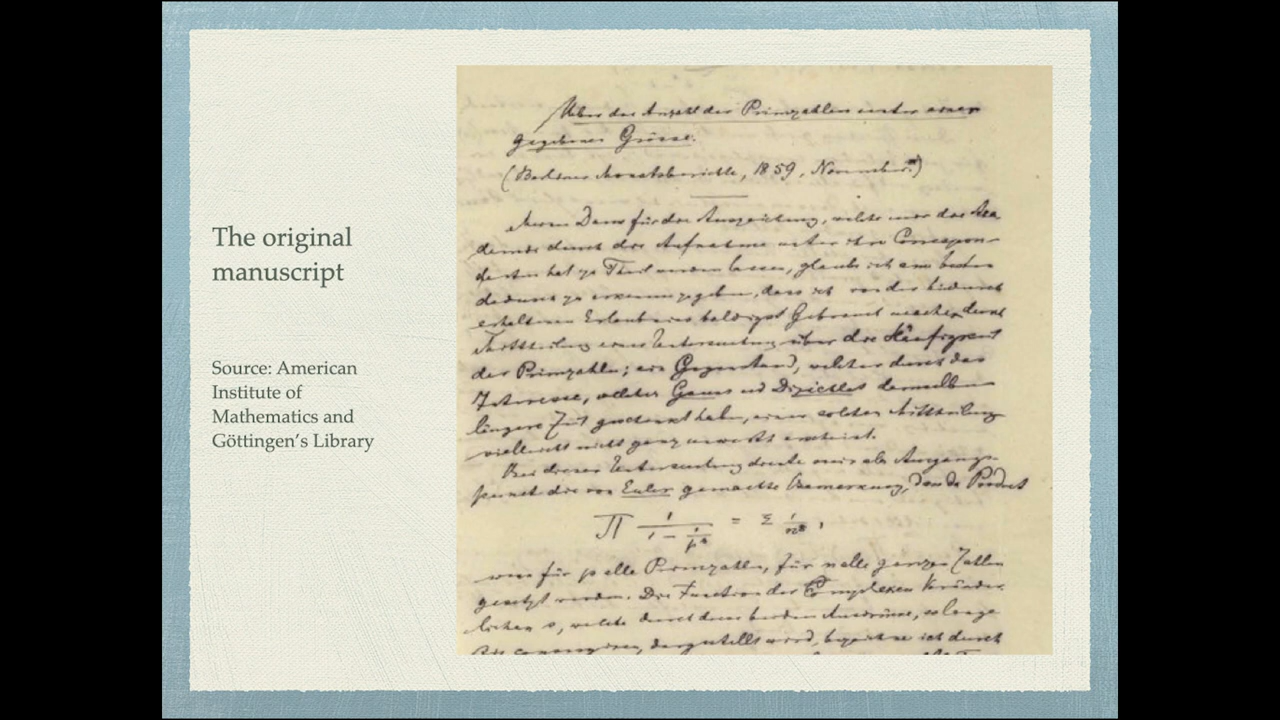 The original
manuscript
Source: American
Institute of
Mathematics and
Göttingen's Library
Ueber die Anzahl der Primzahlen unter einer
gegebenen Grösse.
(Berliner Monatsberichte, 1859, November.)
Meinen Dank für die Auszeichnung, welche mir die Aka
demie durch die Aufnahme unter ihre Correspon-
denten hat zu Theil werden lassen, glaube ich am besten
dadurch zu erkennen zu geben, dass ich von der hiedurch
erhaltenen Erlaubniss baldigst Gebrauch mache durch
Mittheilung einer Untersuchung über die Häufigkeit
der Primzahlen; ein Gegenstand, welcher durch das
Interesse, welches Gauss und Dirichlet demselben
längere Zeit geschenkt haben, einer solchen Mittheilung
vielleicht nicht ganz unwerth erscheint.
Bei dieser Untersuchung diente mir als Ausgangs-
punkt die von Euler gemachte Bemerkung, dass das Product
∏ 1/(1 − 1/p^s) = Σ 1/n^s,
wenn für p alle Primzahlen, für n alle ganzen Zahlen
gesetzt werden. Die Function der complexen Veränder-
lichen s, welche durch diese beiden Ausdrücke, so lange
sie convergiren, dargestellt wird, bezeichne ich durch